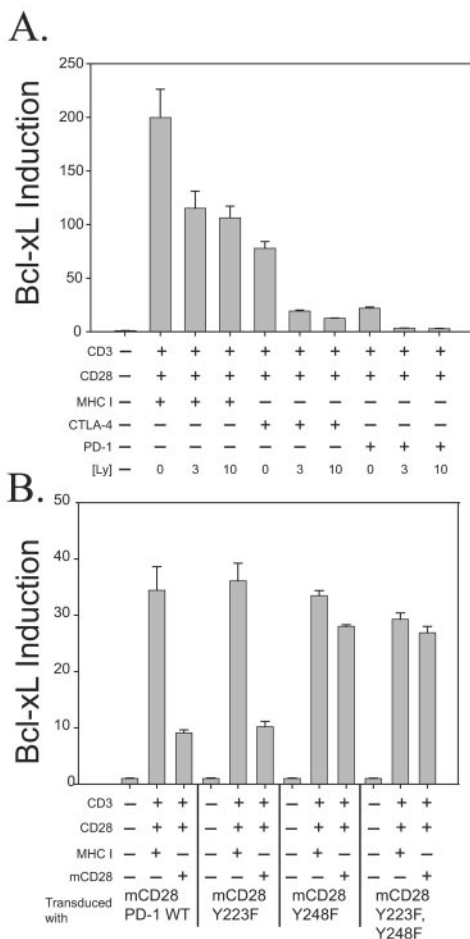 A.
Bcl-xL Induction
250
200
150
100
50
0
CD3 − + + + + + + + + +
CD28 − + + + + + + + + +
MHC I − + + + − − − − − −
CTLA-4 − − − − + + + − − −
PD-1 − − − − − − − + + +
[Ly] − 0 3 10 0 3 10 0 3 10
B.
Bcl-xL Induction
50
40
30
20
10
0
CD3 − + + − + + − + + − + +
CD28 − + + − + + − + + − + +
MHC I − + − − + − − + − − + −
mCD28 − − + − − + − − + − − +
Transduced with
mCD28 PD-1 WT
mCD28 Y223F
mCD28 Y248F
mCD28 Y223F, Y248F